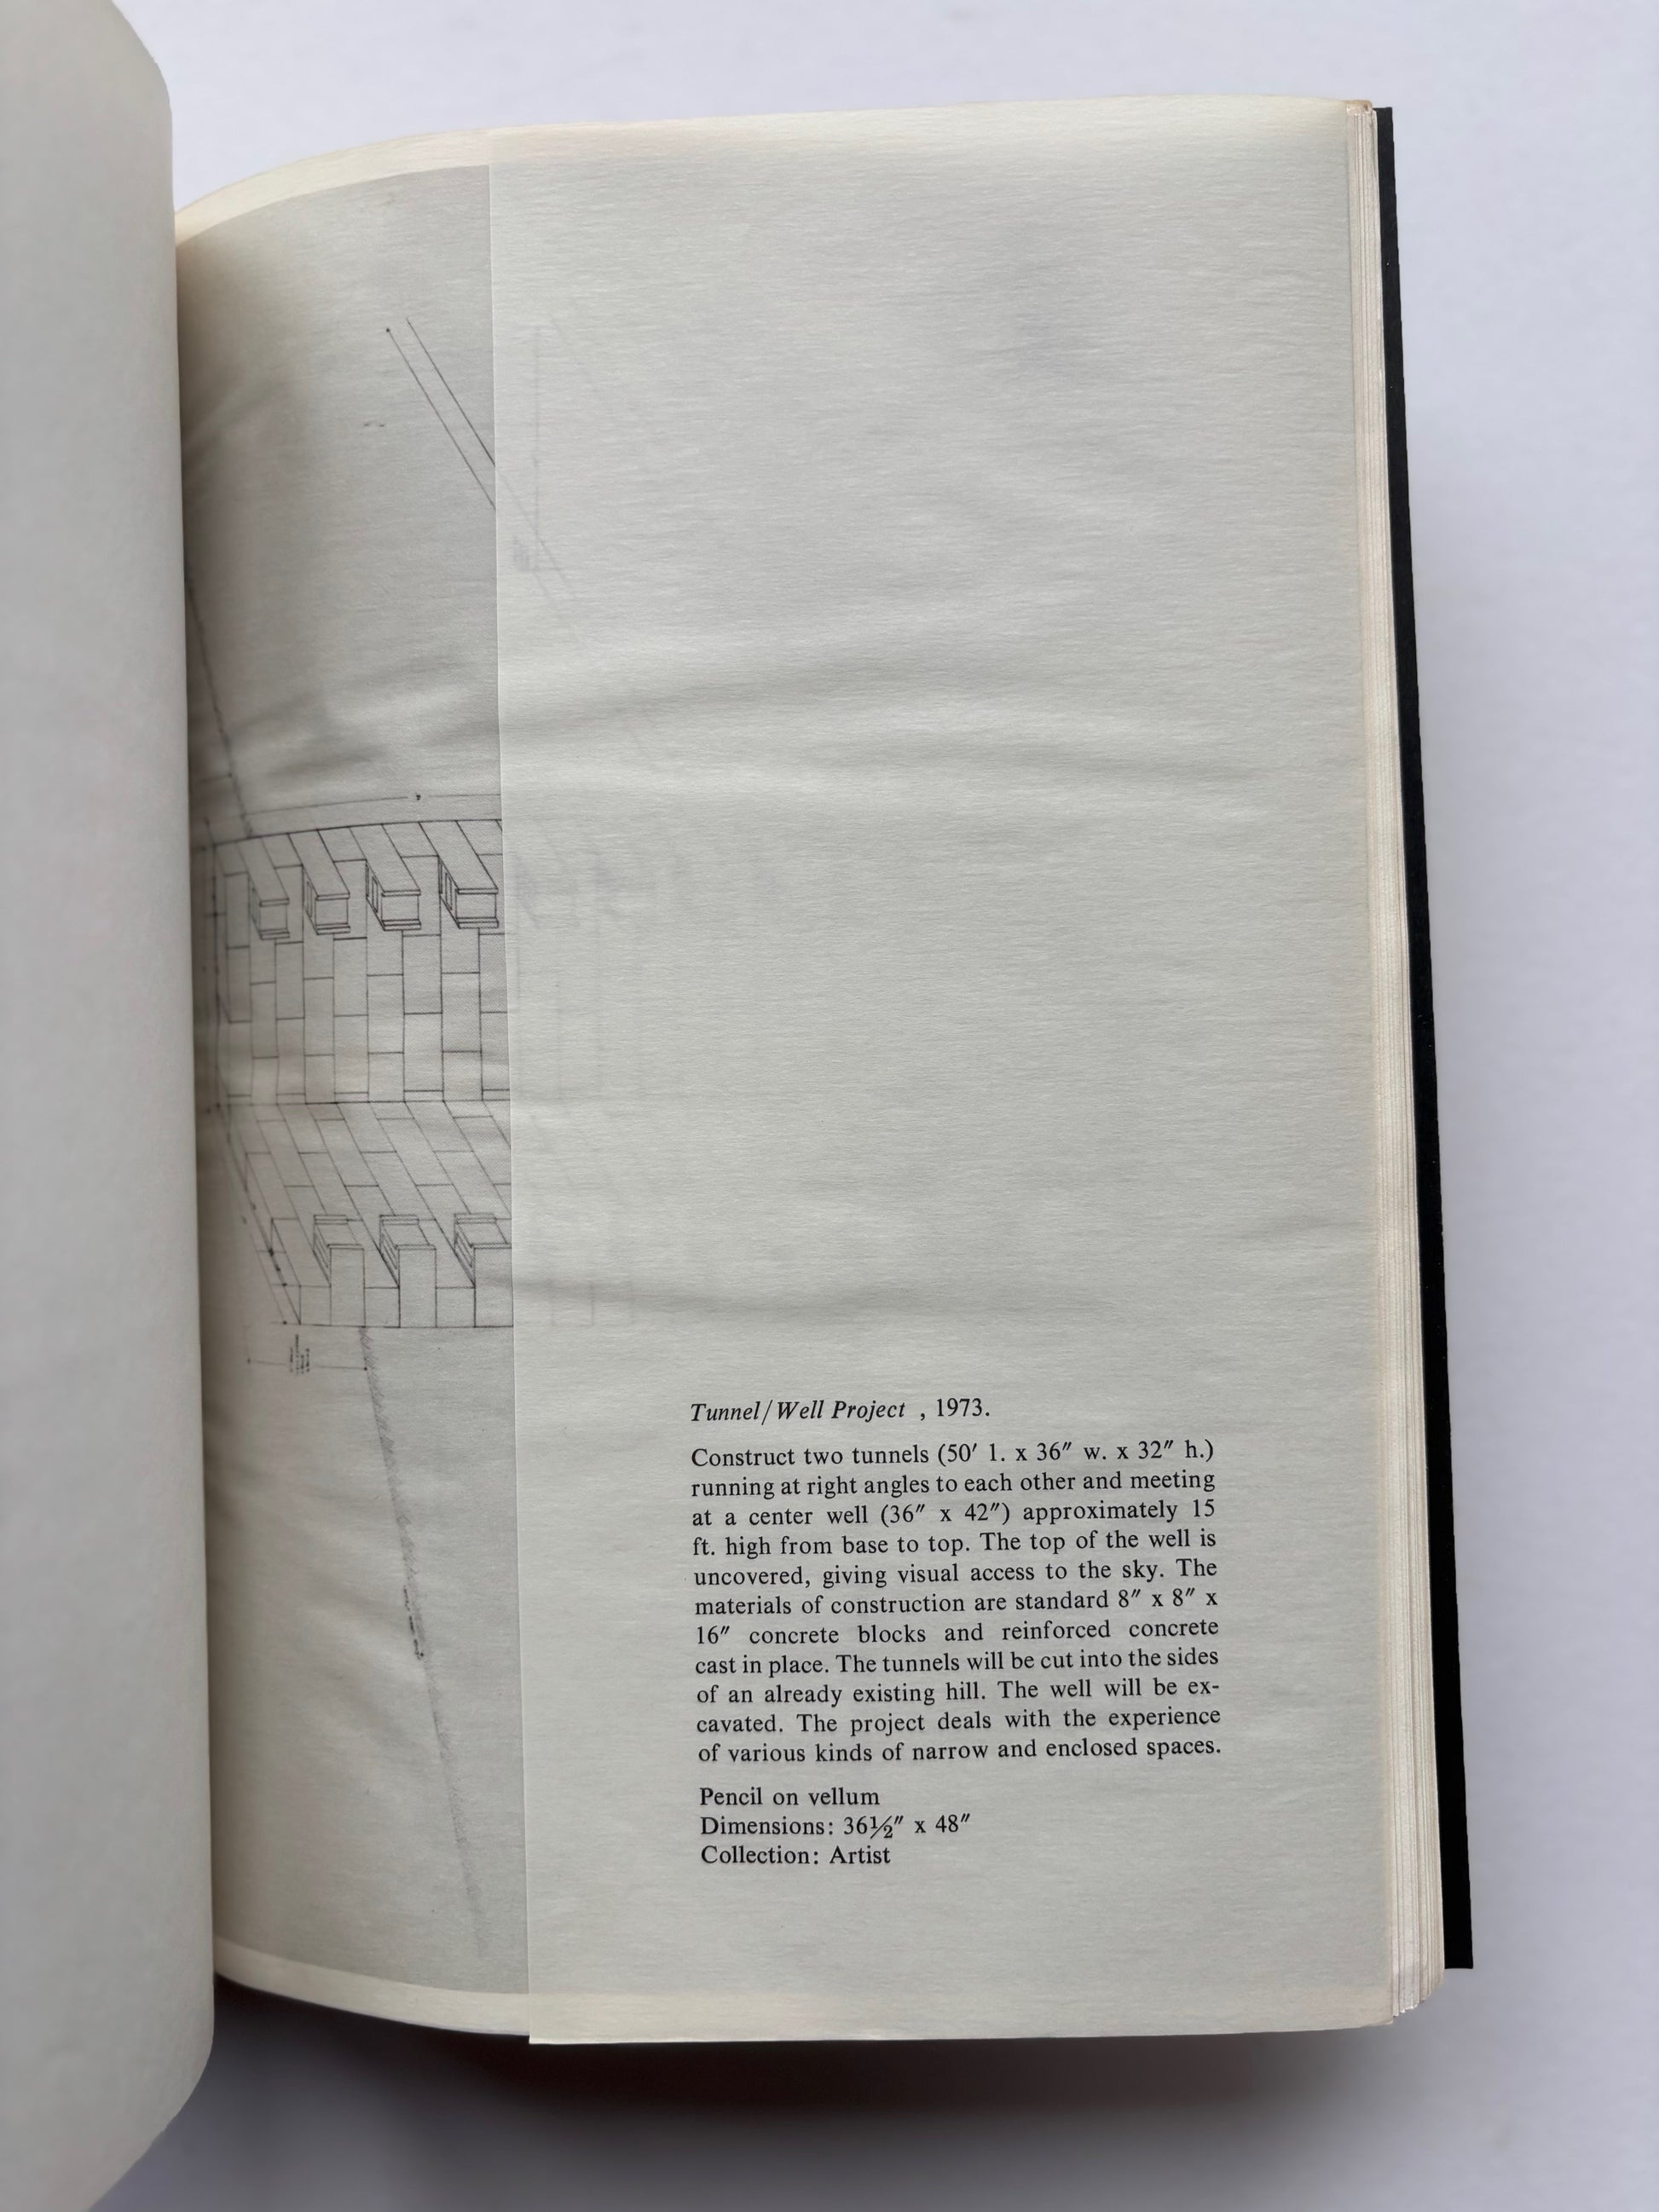 Tunnel/Well Project , 1973.
Construct two tunnels (50′ l. x 36″ w. x 32″ h.)
running at right angles to each other and meeting
at a center well (36″ x 42″) approximately 15
ft. high from base to top. The top of the well is
uncovered, giving visual access to the sky. The
materials of construction are standard 8″ x 8″ x
16″ concrete blocks and reinforced concrete
cast in place. The tunnels will be cut into the sides
of an already existing hill. The well will be ex-
cavated. The project deals with the experience
of various kinds of narrow and enclosed spaces.
Pencil on vellum
Dimensions: 36½″ x 48″
Collection: Artist